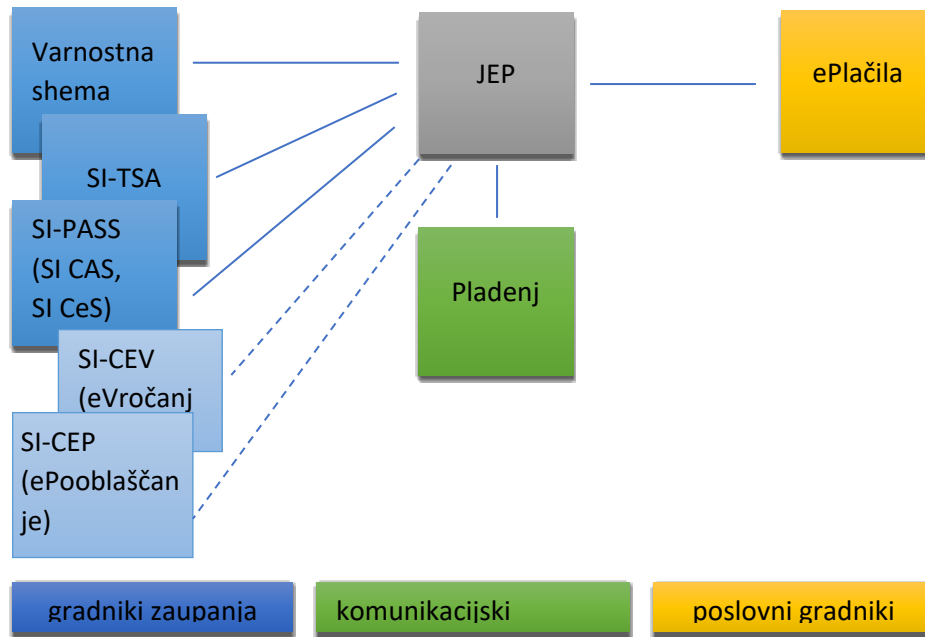 Varnostna
shema
SI-TSA
SI-PASS
(SI CAS,
SI CeS)
SI-CEV
(eVročanj
SI-CEP
(ePooblaščan
je)
JEP
Pladenj
ePlačila
gradniki zaupanja
komunikacijski
poslovni gradniki